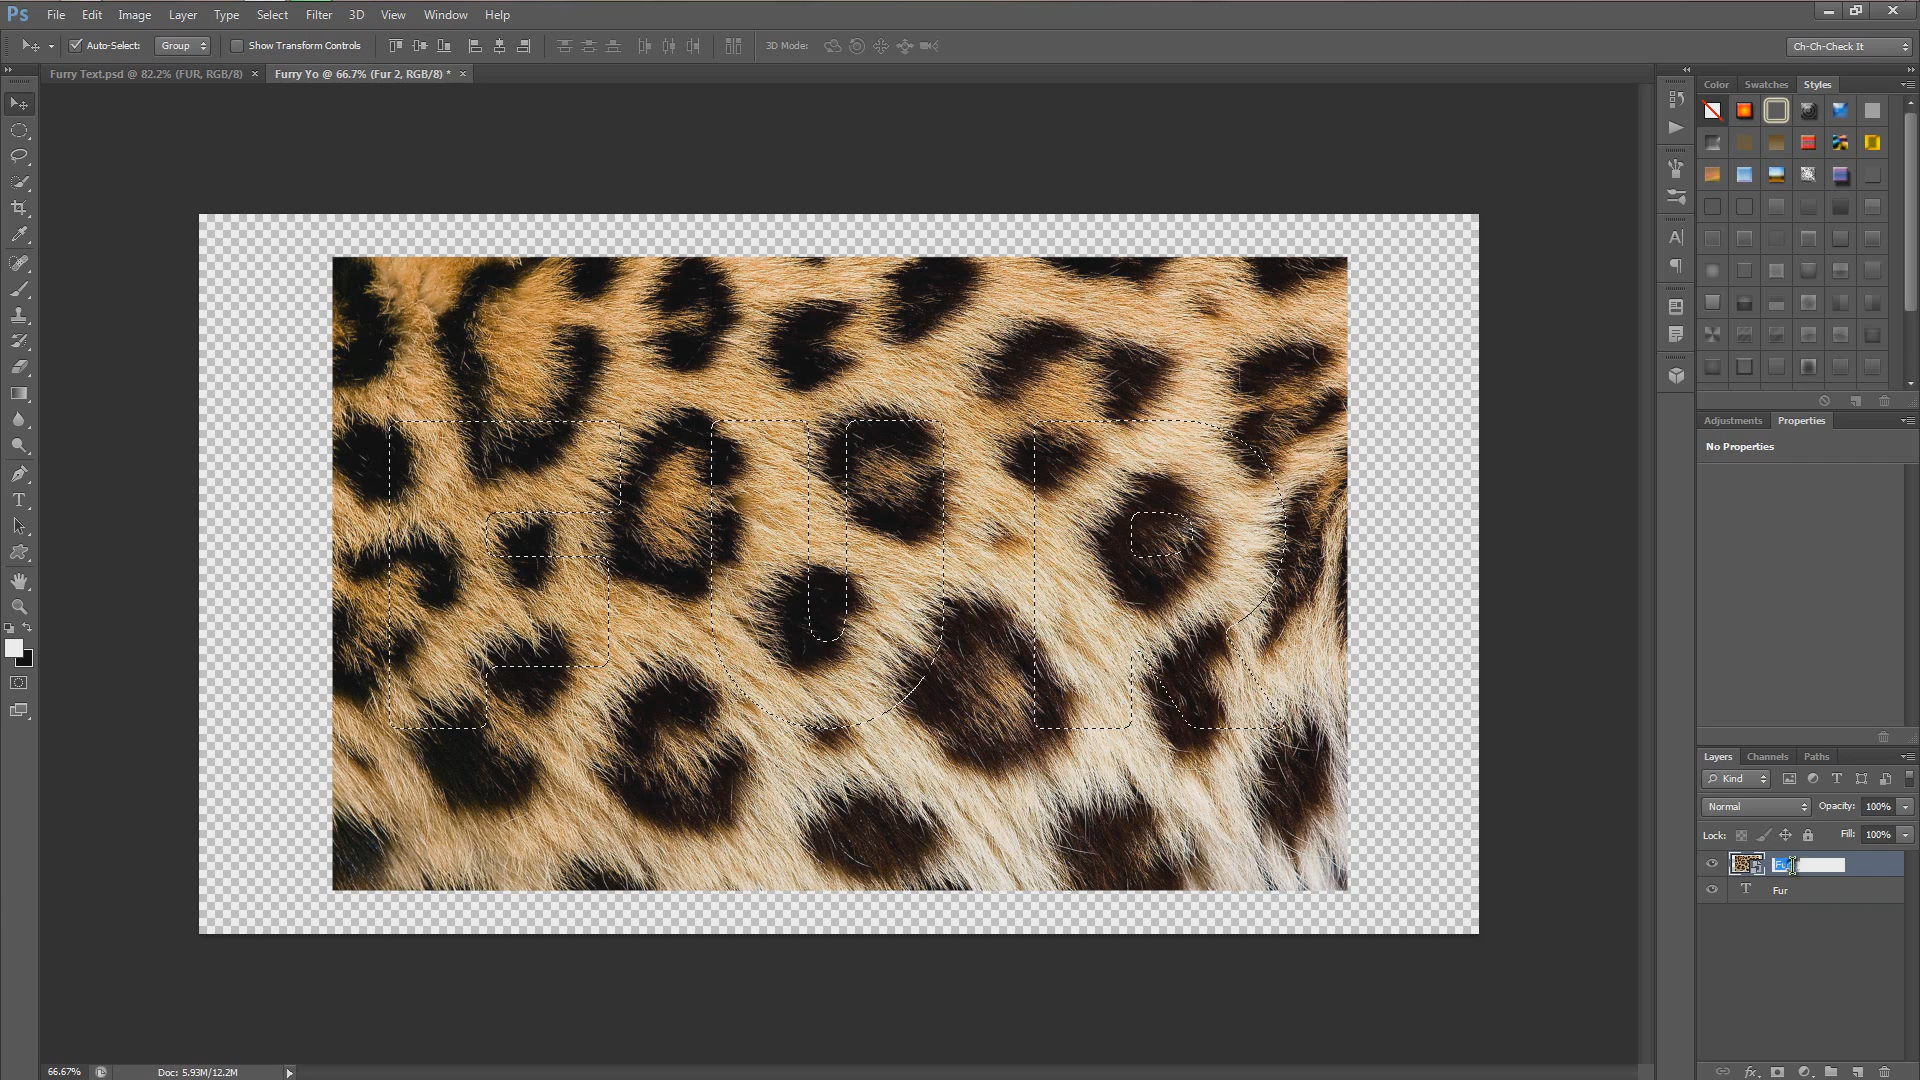 Ps File Edit Image Layer Type Select Filter 3D View Window Help
Auto-Select: Group Show Transform Controls 3D Mode: Ch-Ch-Check It
Furry Text.psd @ 82.2% (FUR, RGB/8) × Furry Yo @ 66.7% (Fur 2, RGB/8) * ×
Color Swatches Styles
Adjustments Properties
No Properties
Layers Channels Paths
Kind
Normal Opacity: 100%
Lock: Fill: 100%
Fur
66.67% Doc: 5.93M/12.2M